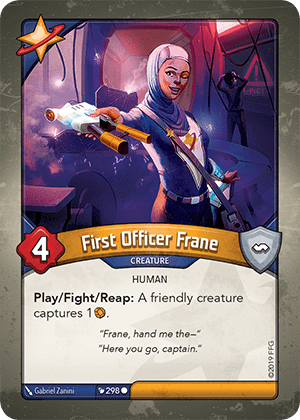 First Officer Frane
CREATURE
4
HUMAN
Play/Fight/Reap: A friendly creature
captures 1.
“Frane, hand me the–”
“Here you go, captain.”
Gabriel Zanini
298
©2019 FFG